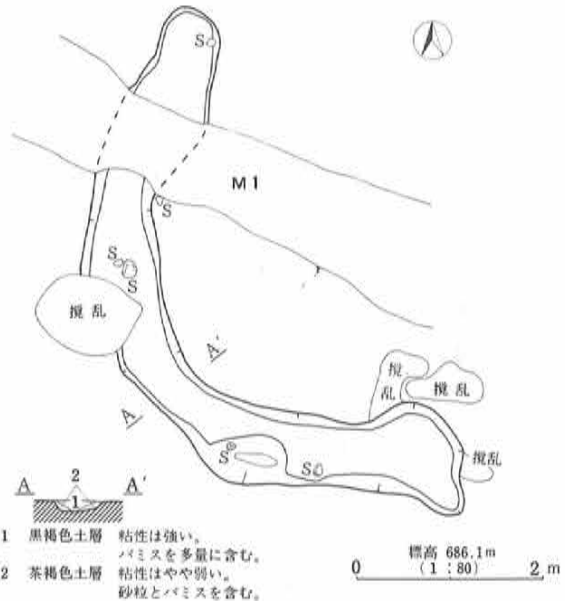 S
M1
S
S
S
攪乱
A'
A
攪乱
攪乱
攪乱
S
S
A 2 A'
1
1 黒褐色土層 粘性は強い。
パミスを多量に含む。
2 茶褐色土層 粘性はやや弱い。
砂粒とパミスを含む。
標高 686.1m
(1:80)
0 2m